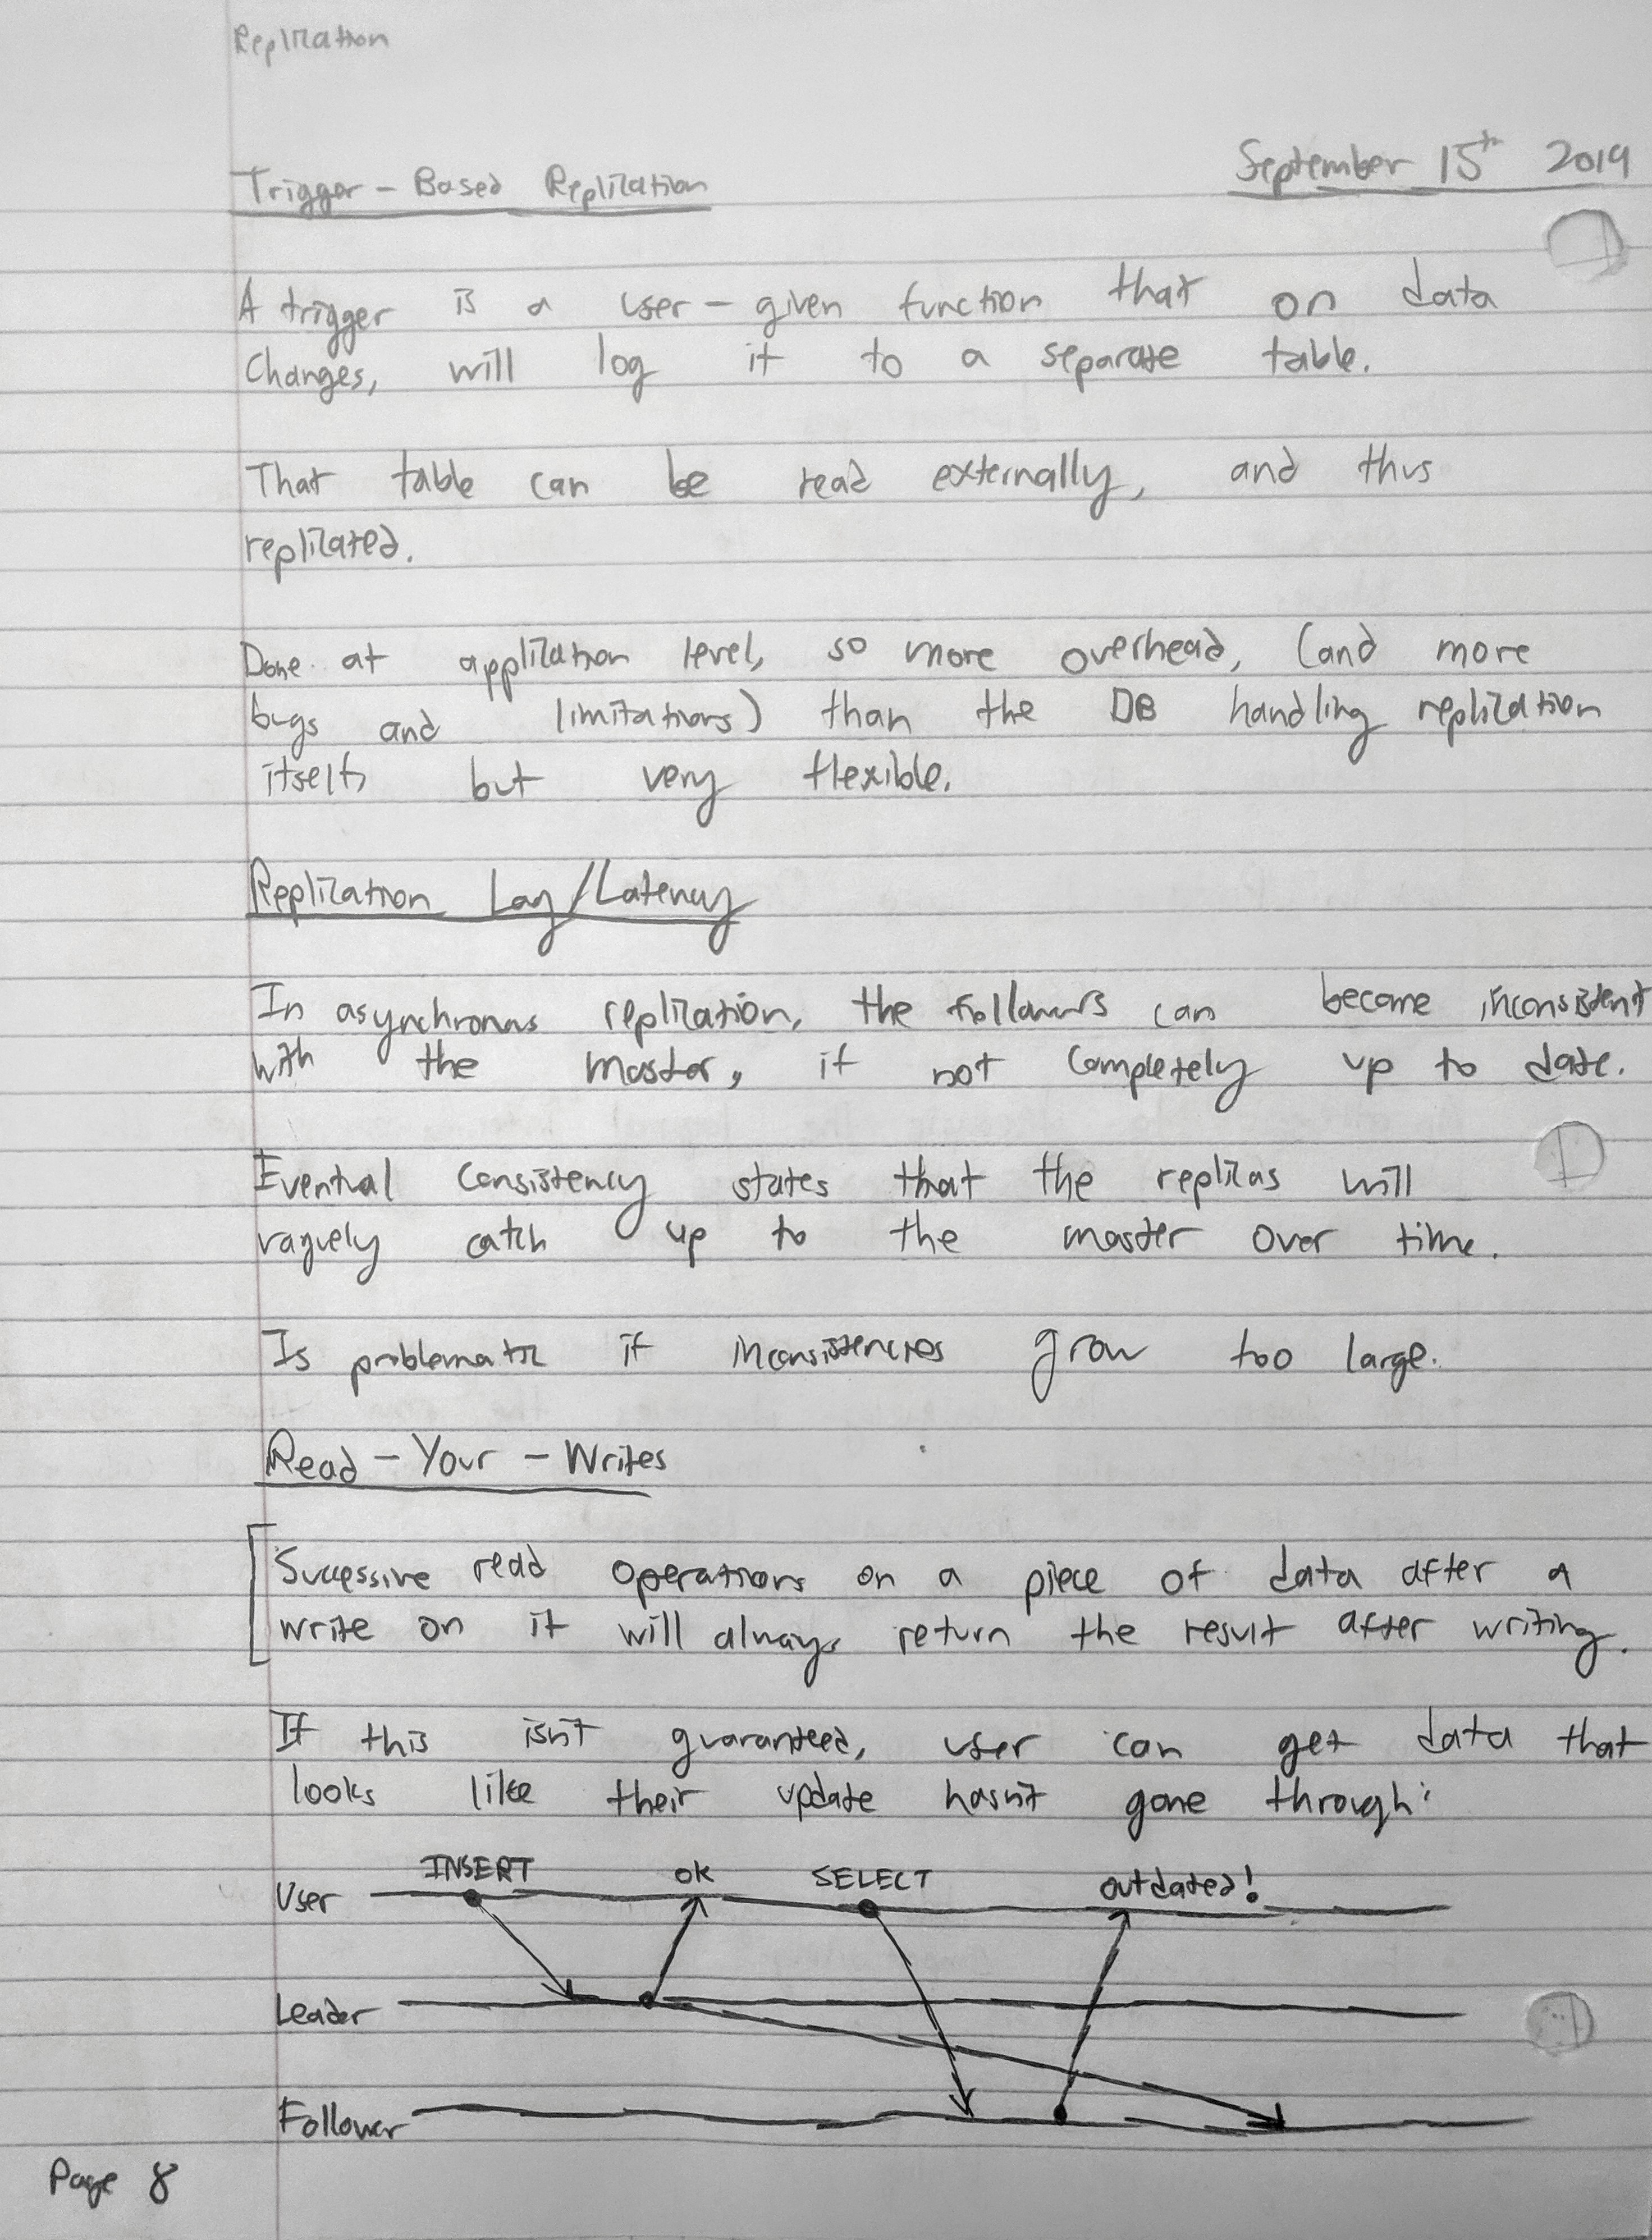 Replication
Trigger-Based Replication
September 15th 2019
A trigger is a user-given function that on data
changes, will log it to a separate table.
That table can be read externally, and thus
replicated.
Done at application level, so more overhead, (and more
bugs and limitations) than the DB handling replication
itself, but very flexible.
Replication Lag/Latency
In asynchronous replication, the followers can become inconsistent
with the master, if not completely up to date.
Eventual consistency states that the replicas will
vaguely catch up to the master over time.
Is problematic if inconsistencies grow too large.
Read-Your-Writes
Successive read operations on a piece of data after a
write on it will always return the result after writing.
If this isn't guaranteed, user can get data that
looks like their update hasn't gone through:
INSERT ok SELECT outdated!
User
Leader
Follower
Page 8